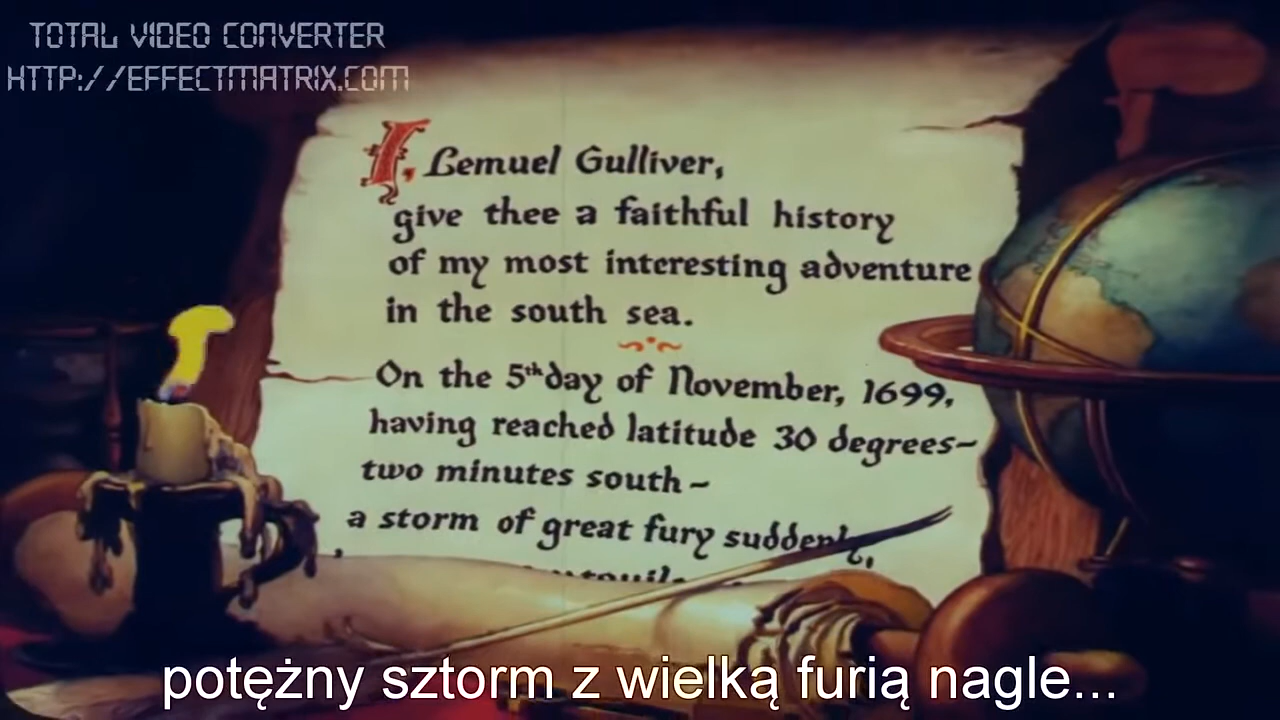 TOTAL VIDEO CONVERTER
HTTP://EFFECTMATRIX.COM
I, Lemuel Gulliver,
give thee a faithful history
of my most interesting adventure
in the south sea.
On the 5th day of November, 1699,
having reached latitude 30 degrees~
two minutes south~
a storm of great fury suddenly
potężny sztorm z wielką furią nagle...